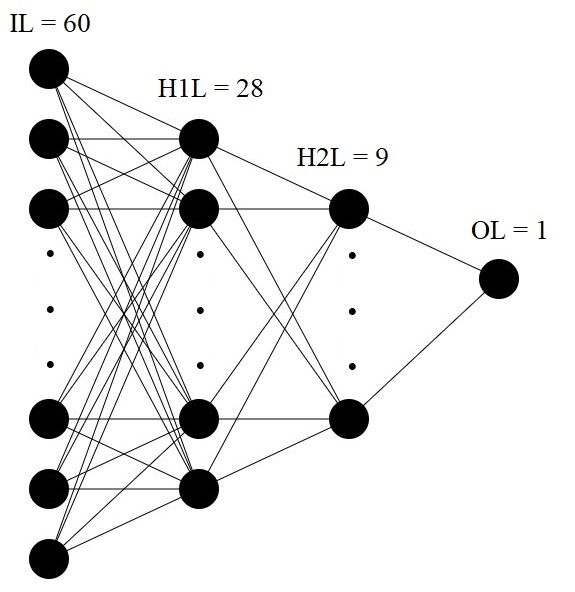 IL = 60
H1L = 28
H2L = 9
OL = 1